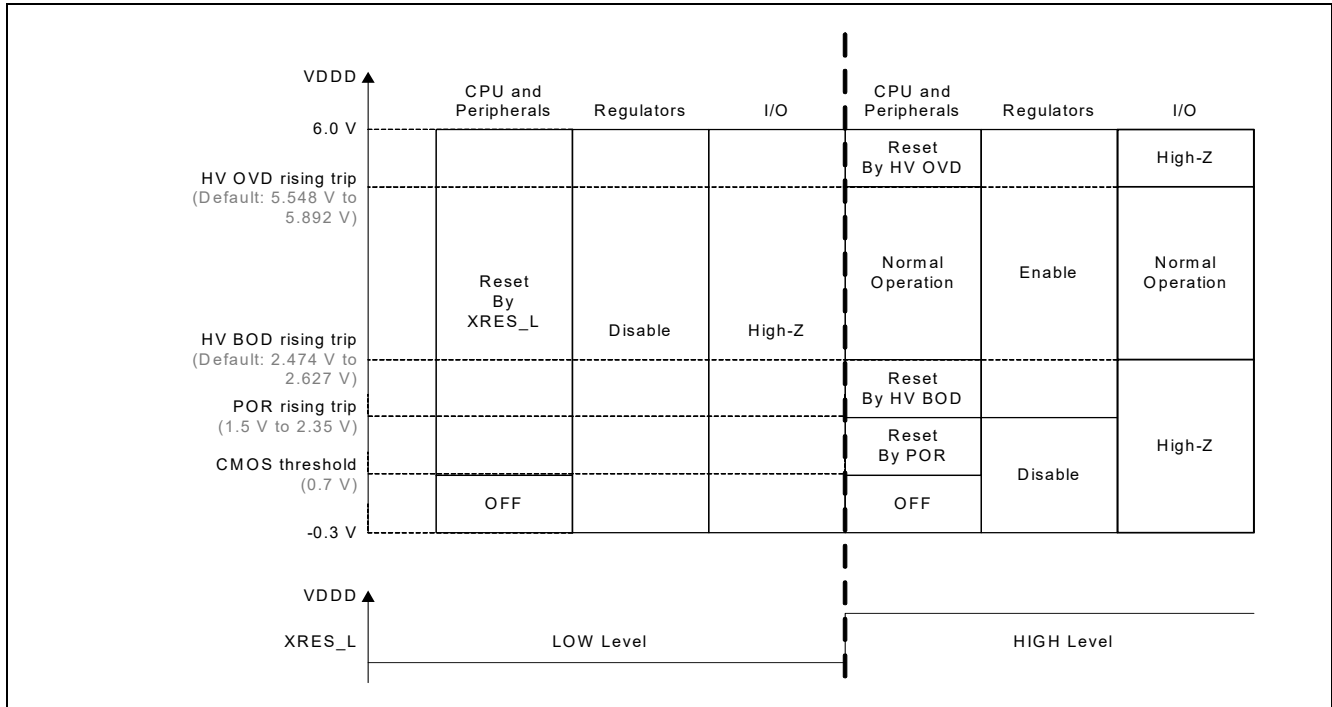 VDDD
CPU and
Peripherals
Regulators
I/O
CPU and
Peripherals
Regulators
I/O
6.0 V
Reset
By HV OVD
High-Z
HV OVD rising trip
(Default: 5.548 V to
5.892 V)
Reset
By
XRES_L
Disable
High-Z
Normal
Operation
Enable
Normal
Operation
HV BOD rising trip
(Default: 2.474 V to
2.627 V)
Reset
By HV BOD
POR rising trip
(1.5 V to 2.35 V)
Reset
By POR
High-Z
CMOS threshold
(0.7 V)
Disable
OFF
OFF
-0.3 V
VDDD
XRES_L
LOW Level
HIGH Level